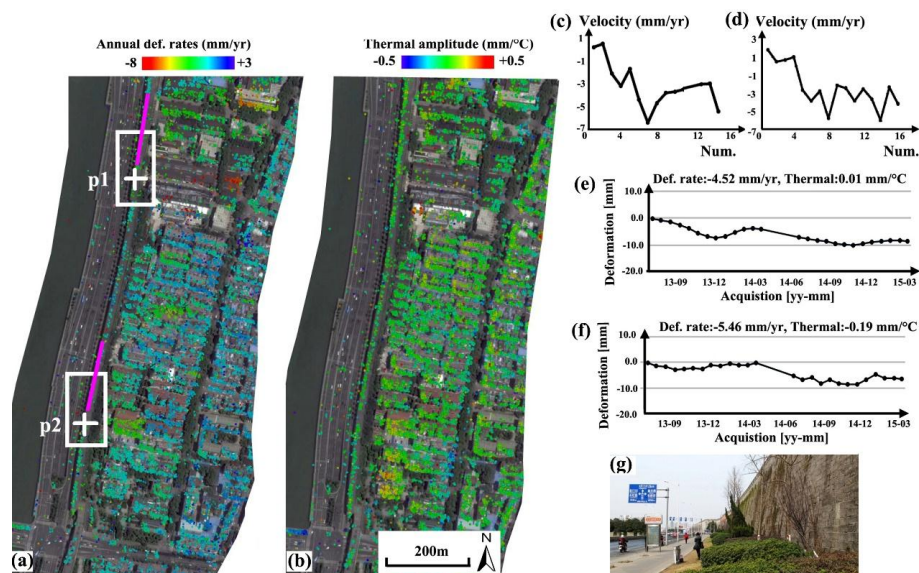 Annual def. rates (mm/yr)
-8
+3
p1
p2
(a)
Thermal amplitude (mm/°C)
-0.5
+0.5
(b)
200m
N
(c)
Velocity (mm/yr)
1
-1
-3
-5
-7
0
4
8
12
16
Num.
(d)
Velocity (mm/yr)
3
1
-1
-3
-5
-7
0
4
8
12
16
Num.
(e)
Def. rate:-4.52 mm/yr, Thermal:0.01 mm/°C
Deformation [mm]
10.0
0.0
-10.0
-20.0
13-09
13-12
14-03
14-06
14-09
14-12
15-03
Acquistion [yy-mm]
(f)
Def. rate:-5.46 mm/yr, Thermal:-0.19 mm/°C
Deformation [mm]
10.0
0.0
-10.0
-20.0
13-09
13-12
14-03
14-06
14-09
14-12
15-03
Acquistion [yy-mm]
(g)